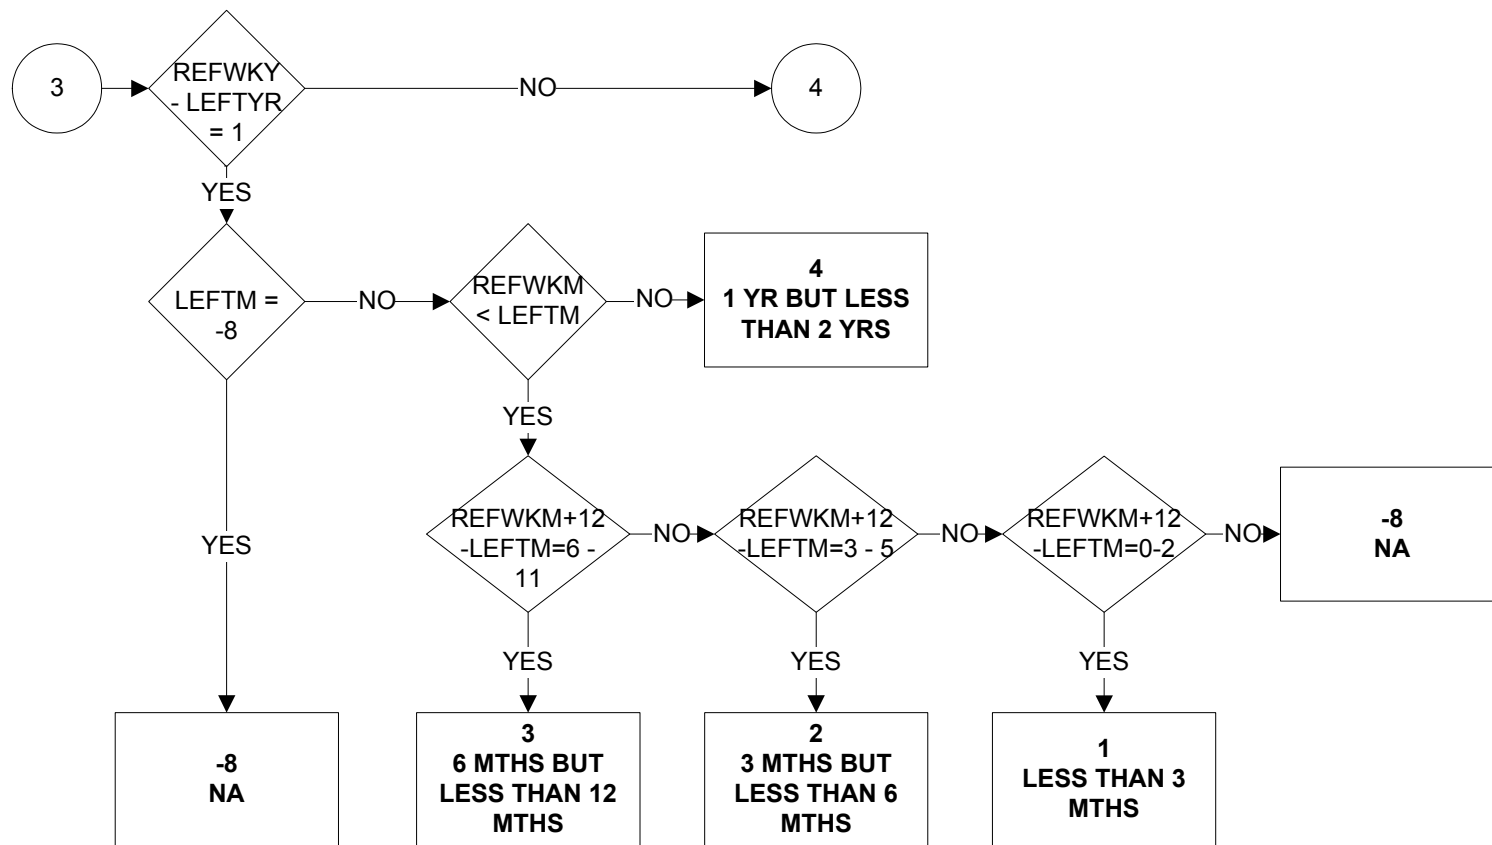 3
REFWKY
- LEFTYR
= 1
NO
4
YES
LEFTM =
-8
NO
REFWKM
< LEFTM
NO
4
1 YR BUT LESS
THAN 2 YRS
YES
YES
REFWKM+12
-LEFTM=6 -
11
NO
REFWKM+12
-LEFTM=3 - 5
NO
REFWKM+12
-LEFTM=0-2
NO
-8
NA
YES
YES
YES
-8
NA
3
6 MTHS BUT
LESS THAN 12
MTHS
2
3 MTHS BUT
LESS THAN 6
MTHS
1
LESS THAN 3
MTHS